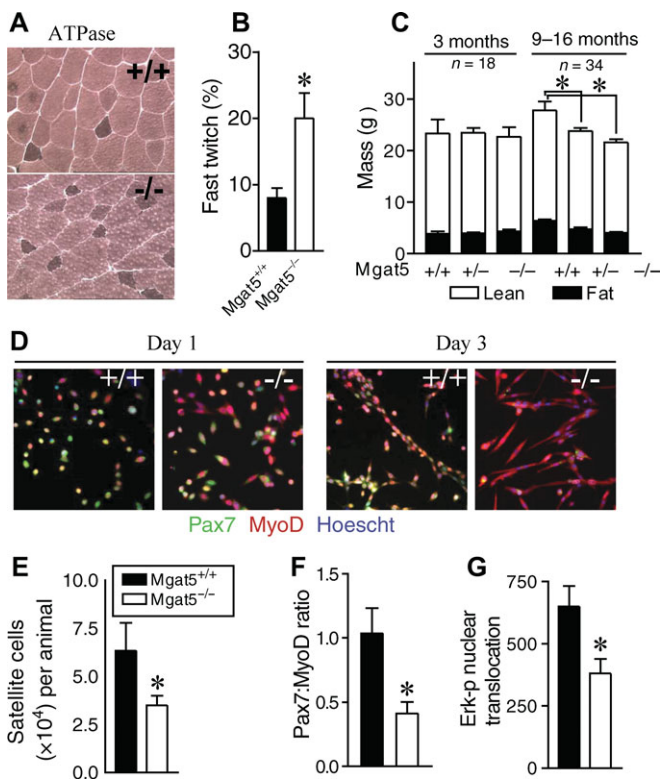 A
ATPase
+/+
-/-
B
Fast twitch (%)
30
20
10
0
*
Mgat5+/+
Mgat5−/−
C
3 months
9–16 months
n = 18
n = 34
* *
Mass (g)
30
20
10
0
Mgat5 +/+ +/− −/− +/+ +/− −/−
Lean Fat
D
Day 1
Day 3
+/+ -/- +/+ -/-
Pax7 MyoD Hoescht
E
Satellite cells
(×10⁴) per animal
10.0
7.5
5.0
2.5
0
Mgat5+/+
Mgat5−/−
*
F
Pax7:MyoD ratio
1.5
1.0
0.5
0.0
*
G
Erk-p nuclear
translocation
750
500
250
0
*